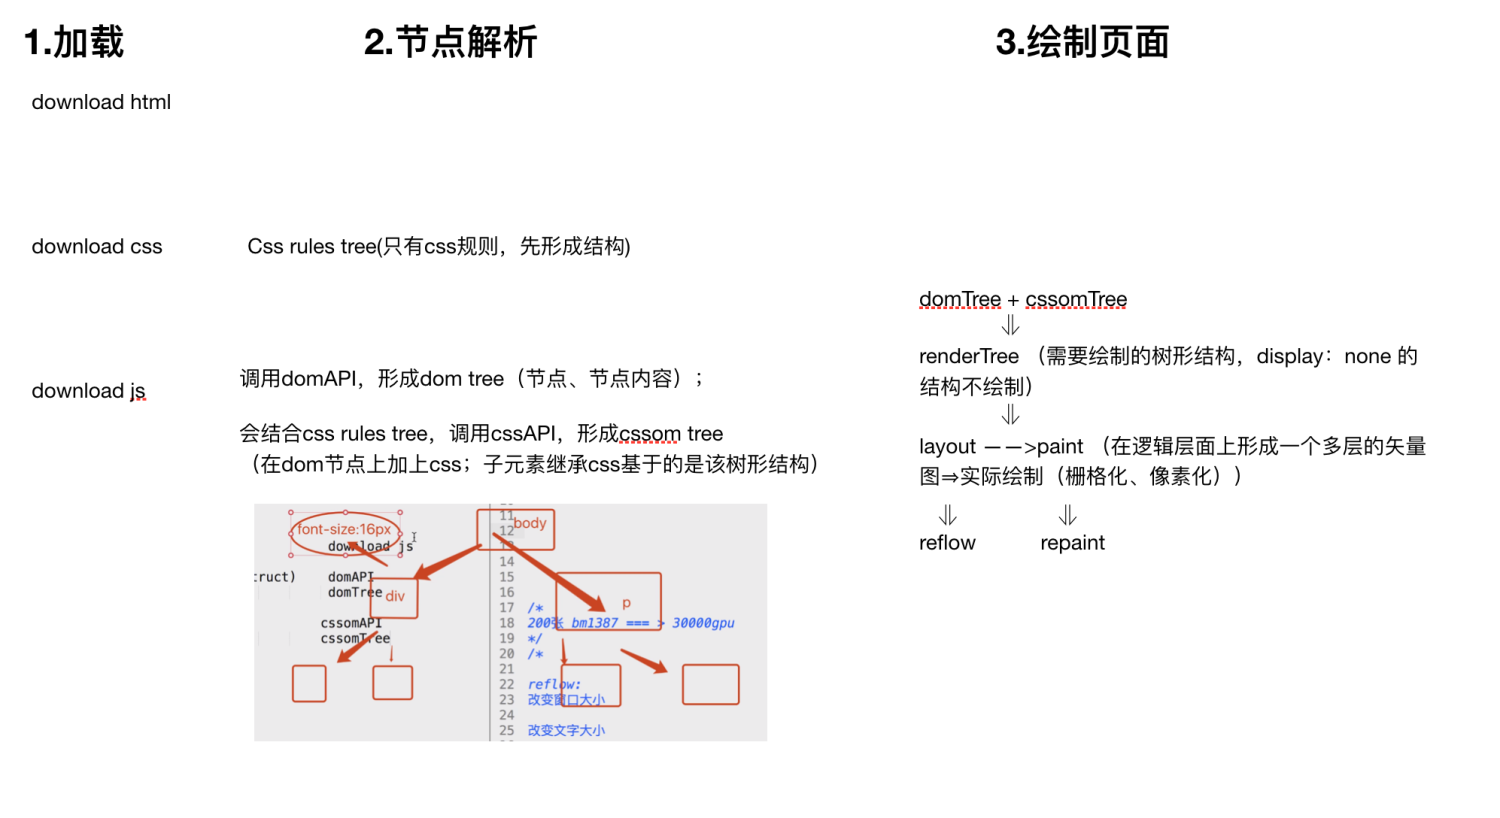 1.加载
2.节点解析
3.绘制页面
download html
download css
Css rules tree(只有css规则，先形成结构)
download js
调用domAPI，形成dom tree（节点、节点内容）；
会结合css rules tree，调用cssAPI，形成cssom tree
（在dom节点上加上css；子元素继承css基于的是该树形结构）
font-size:16px
download js
:ruct)
domAPI
domTree
div
cssomAPI
cssomTree
body
p
11
12
13
14
15
16
17 /*
18 200张 bm1387 === > 30000gpu
19 */
20 /*
21
22 reflow:
23 改变窗口大小
24
25 改变文字大小
domTree + cssomTree
⇓
renderTree （需要绘制的树形结构，display：none 的
结构不绘制）
⇓
layout ——>paint （在逻辑层面上形成一个多层的矢量
图⇒实际绘制（栅格化、像素化））
⇓ ⇓
reflow repaint